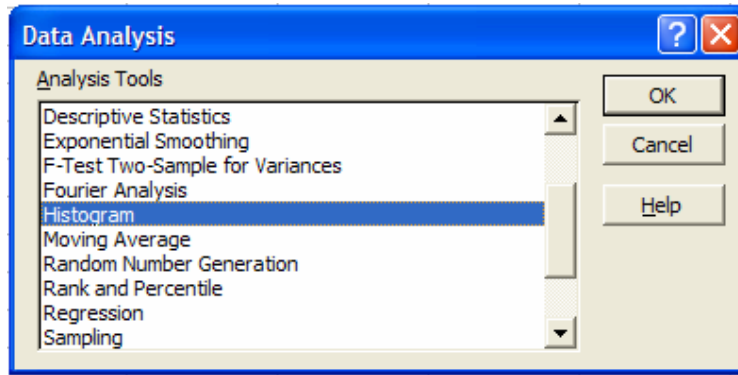 Data Analysis
?
Analysis Tools
Descriptive Statistics
Exponential Smoothing
F-Test Two-Sample for Variances
Fourier Analysis
Histogram
Moving Average
Random Number Generation
Rank and Percentile
Regression
Sampling
OK
Cancel
Help